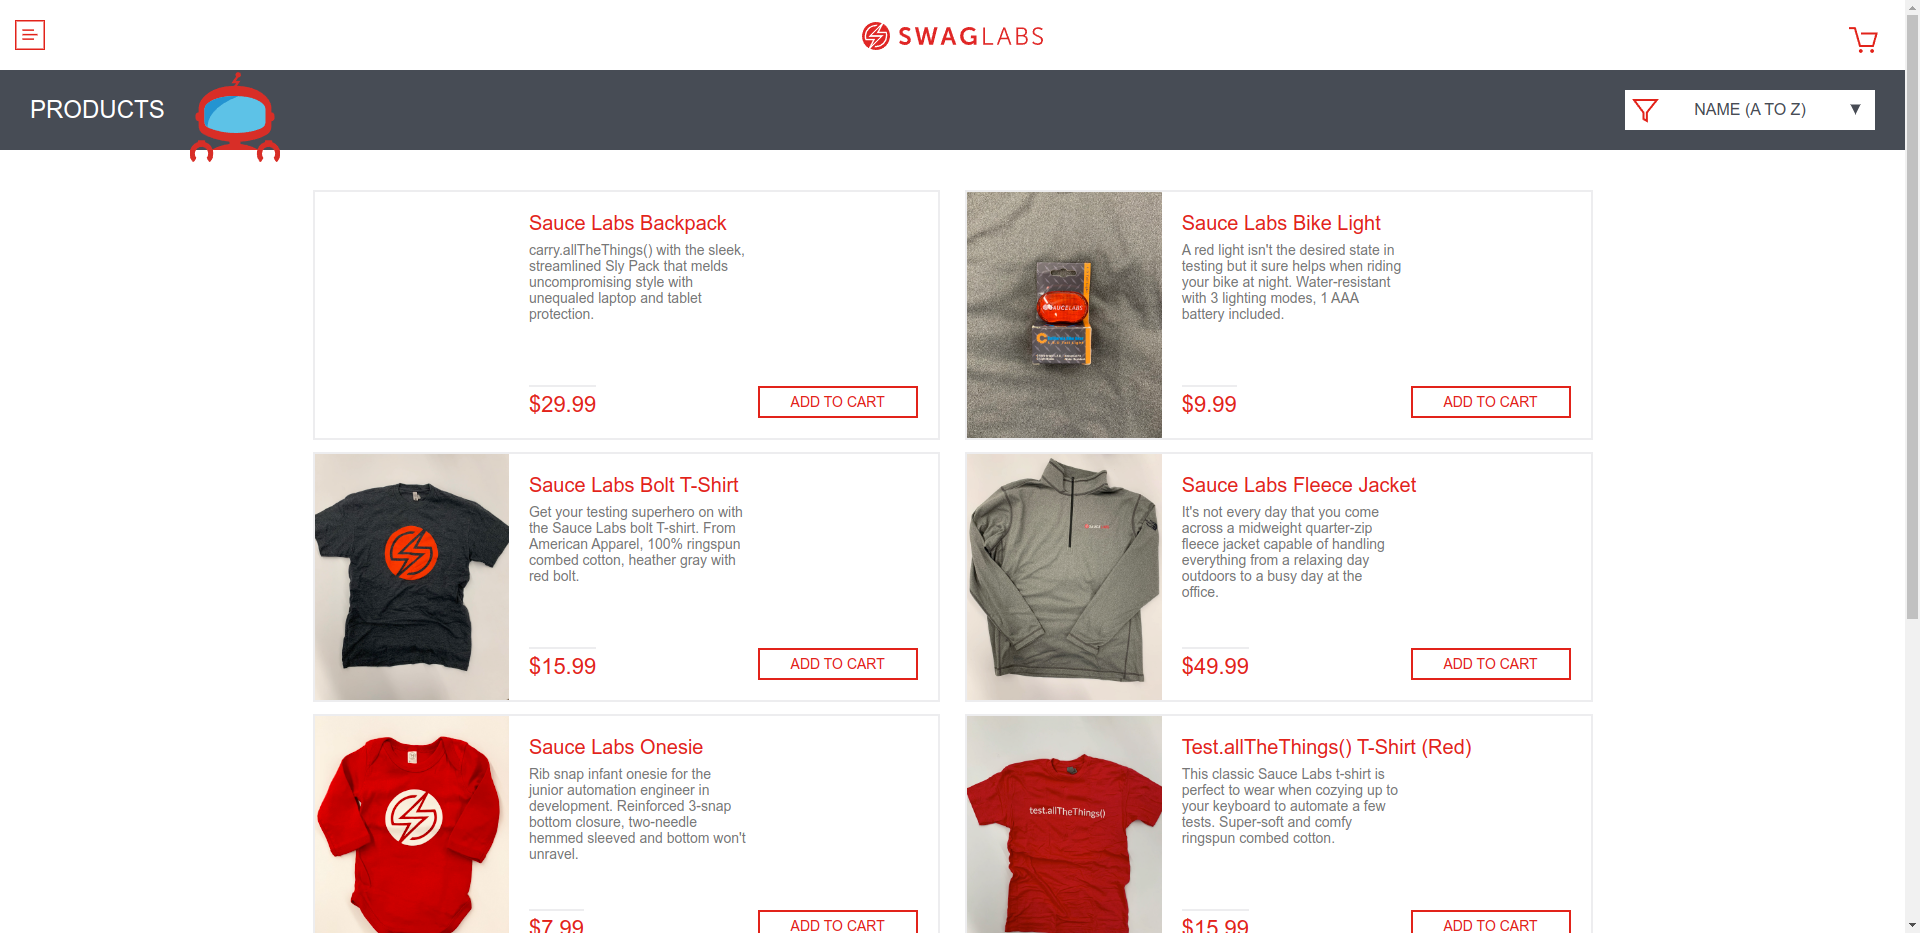 SWAGLABS
PRODUCTS
NAME (A TO Z)
Sauce Labs Backpack
carry.allTheThings() with the sleek,
streamlined Sly Pack that melds
uncompromising style with
unequaled laptop and tablet
protection.
$29.99
ADD TO CART
Sauce Labs Bike Light
A red light isn't the desired state in
testing but it sure helps when riding
your bike at night. Water-resistant
with 3 lighting modes, 1 AAA
battery included.
$9.99
ADD TO CART
Sauce Labs Bolt T-Shirt
Get your testing superhero on with
the Sauce Labs bolt T-shirt. From
American Apparel, 100% ringspun
combed cotton, heather gray with
red bolt.
$15.99
ADD TO CART
Sauce Labs Fleece Jacket
It's not every day that you come
across a midweight quarter-zip
fleece jacket capable of handling
everything from a relaxing day
outdoors to a busy day at the
office.
$49.99
ADD TO CART
Sauce Labs Onesie
Rib snap infant onesie for the
junior automation engineer in
development. Reinforced 3-snap
bottom closure, two-needle
hemmed sleeved and bottom won't
unravel.
$7.99
ADD TO CART
test.allTheThings()
Test.allTheThings() T-Shirt (Red)
This classic Sauce Labs t-shirt is
perfect to wear when cozying up to
your keyboard to automate a few
tests. Super-soft and comfy
ringspun combed cotton.
$15.99
ADD TO CART